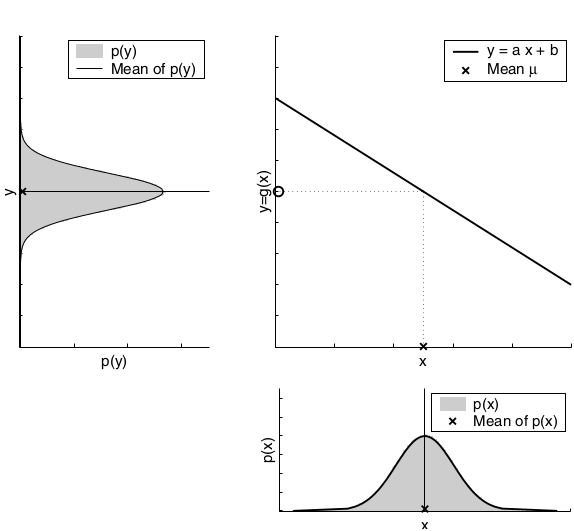 p(y)
Mean of p(y)
y
p(y)
y = a x + b
Mean μ
y=g(x)
x
p(x)
Mean of p(x)
p(x)
x